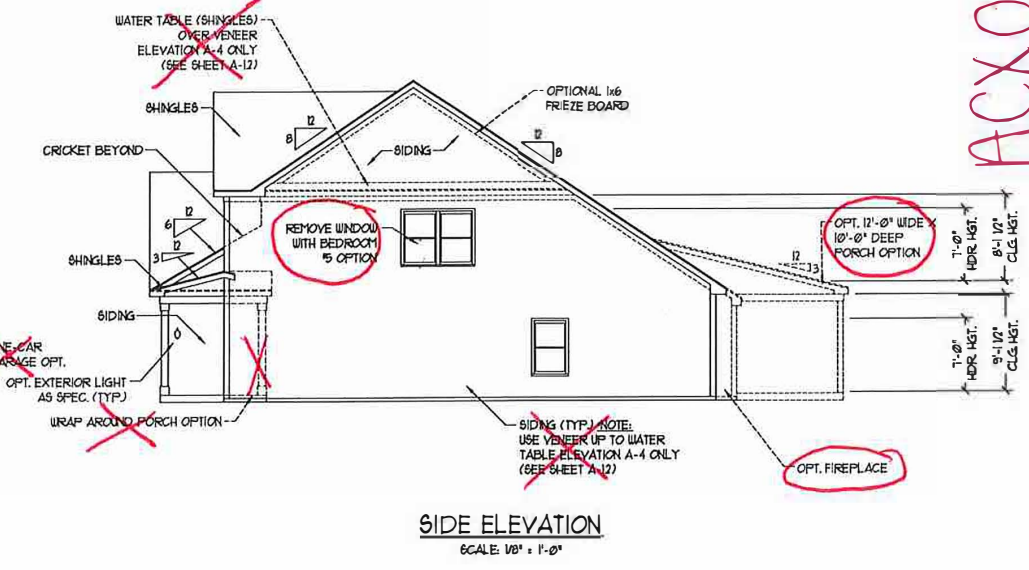 WATER TABLE (SHINGLES)
OVER VENEER
ELEVATION A-4 ONLY
(SEE SHEET A-12)
ACXO
OPTIONAL 1x6
FRIEZE BOARD
SHINGLES
12
8
SIDING
12
8
CRICKET BEYOND
12
6
12
3
SHINGLES
REMOVE WINDOW
WITH BEDROOM
#5 OPTION
OPT. 12'-0" WIDE X
10'-0" DEEP
PORCH OPTION
12
3
7'-0"
HDR. HGT.
8'-1 1/2"
CLG. HGT.
SIDING
NE-CAR
ARAGE OPT.
OPT. EXTERIOR LIGHT
AS SPEC. (TYP.)
WRAP AROUND PORCH OPTION
7'-0"
HDR. HGT.
9'-1 1/2"
CLG. HGT.
SIDING (TYP.) NOTE:
USE VENEER UP TO WATER
TABLE ELEVATION A-4 ONLY
(SEE SHEET A-12)
OPT. FIREPLACE
SIDE ELEVATION
SCALE: 1/8" = 1'-0"